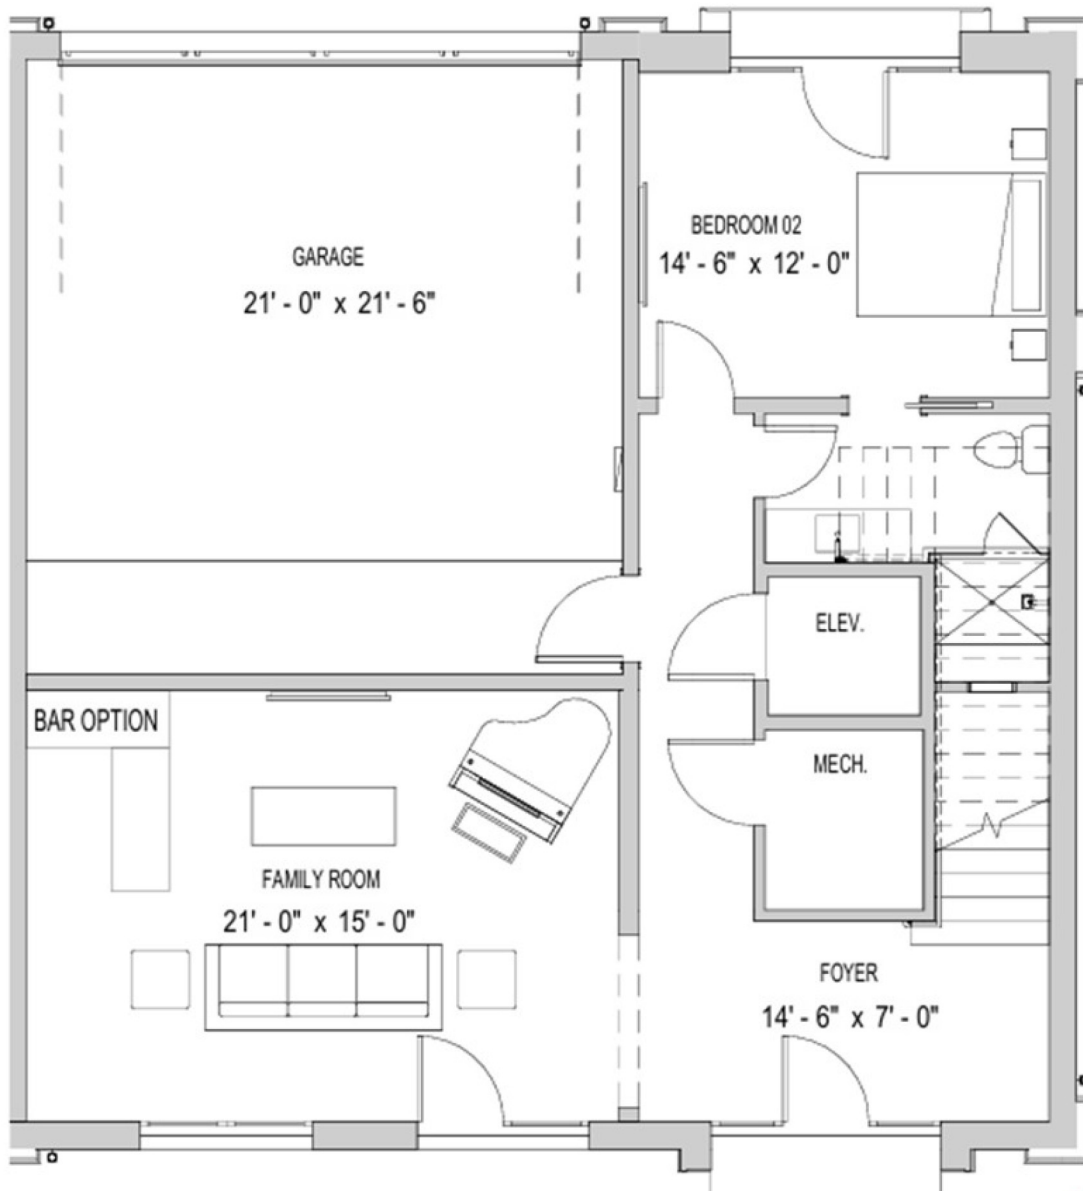 GARAGE
21' - 0" x 21' - 6"
BEDROOM 02
14' - 6" x 12' - 0"
ELEV.
BAR OPTION
MECH.
FAMILY ROOM
21' - 0" x 15' - 0"
FOYER
14' - 6" x 7' - 0"